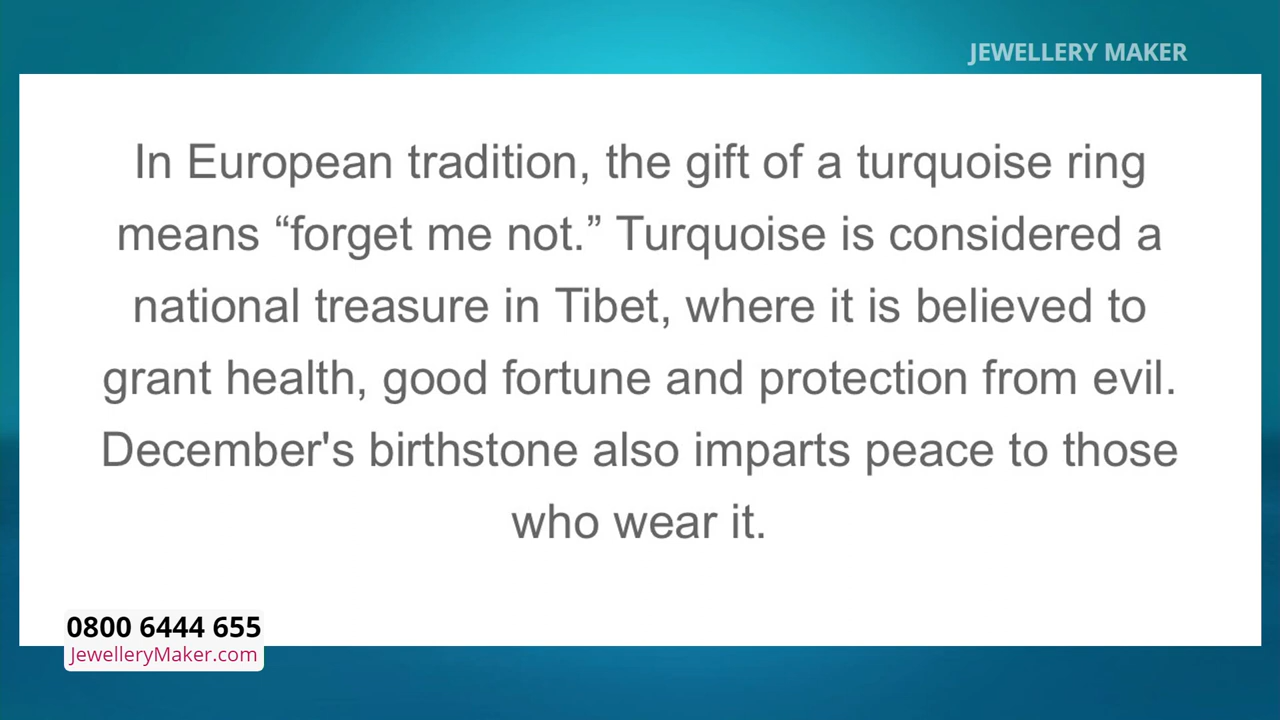 JEWELLERY MAKER
In European tradition, the gift of a turquoise ring
means “forget me not.” Turquoise is considered a
national treasure in Tibet, where it is believed to
grant health, good fortune and protection from evil.
December's birthstone also imparts peace to those
who wear it.
0800 6444 655
JewelleryMaker.com